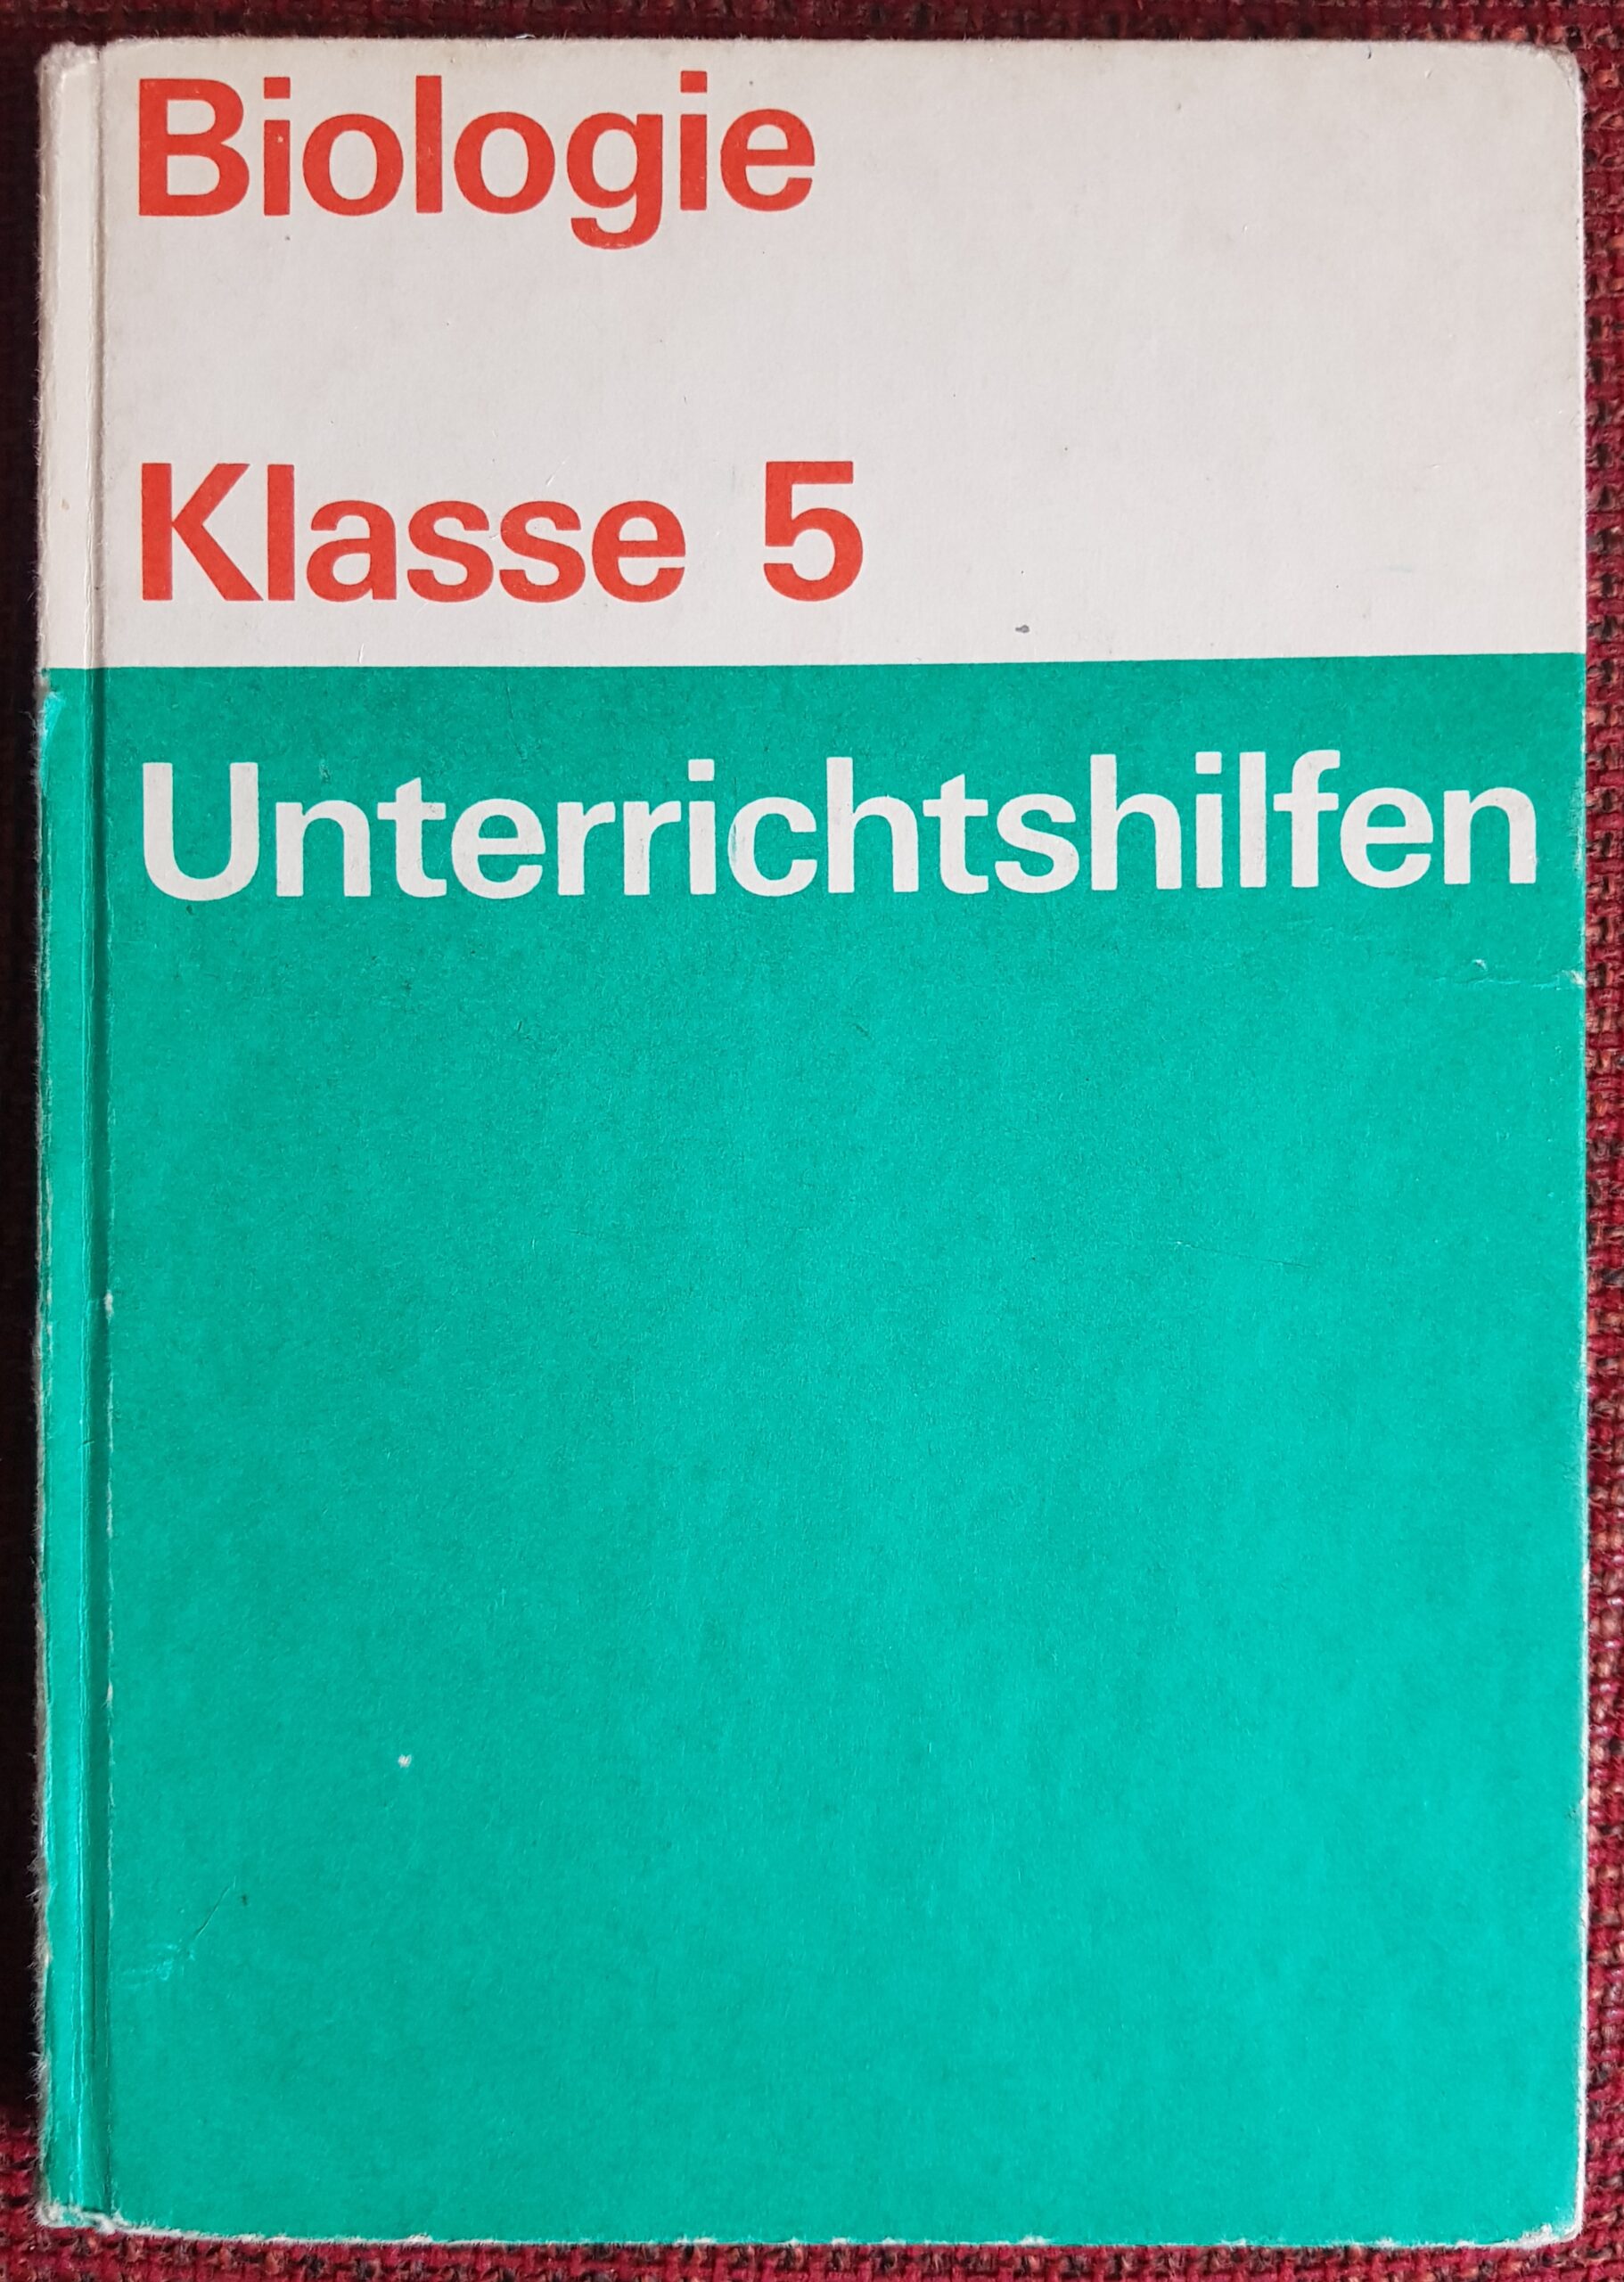 Biologie
Klasse 5
Unterrichtshilfen